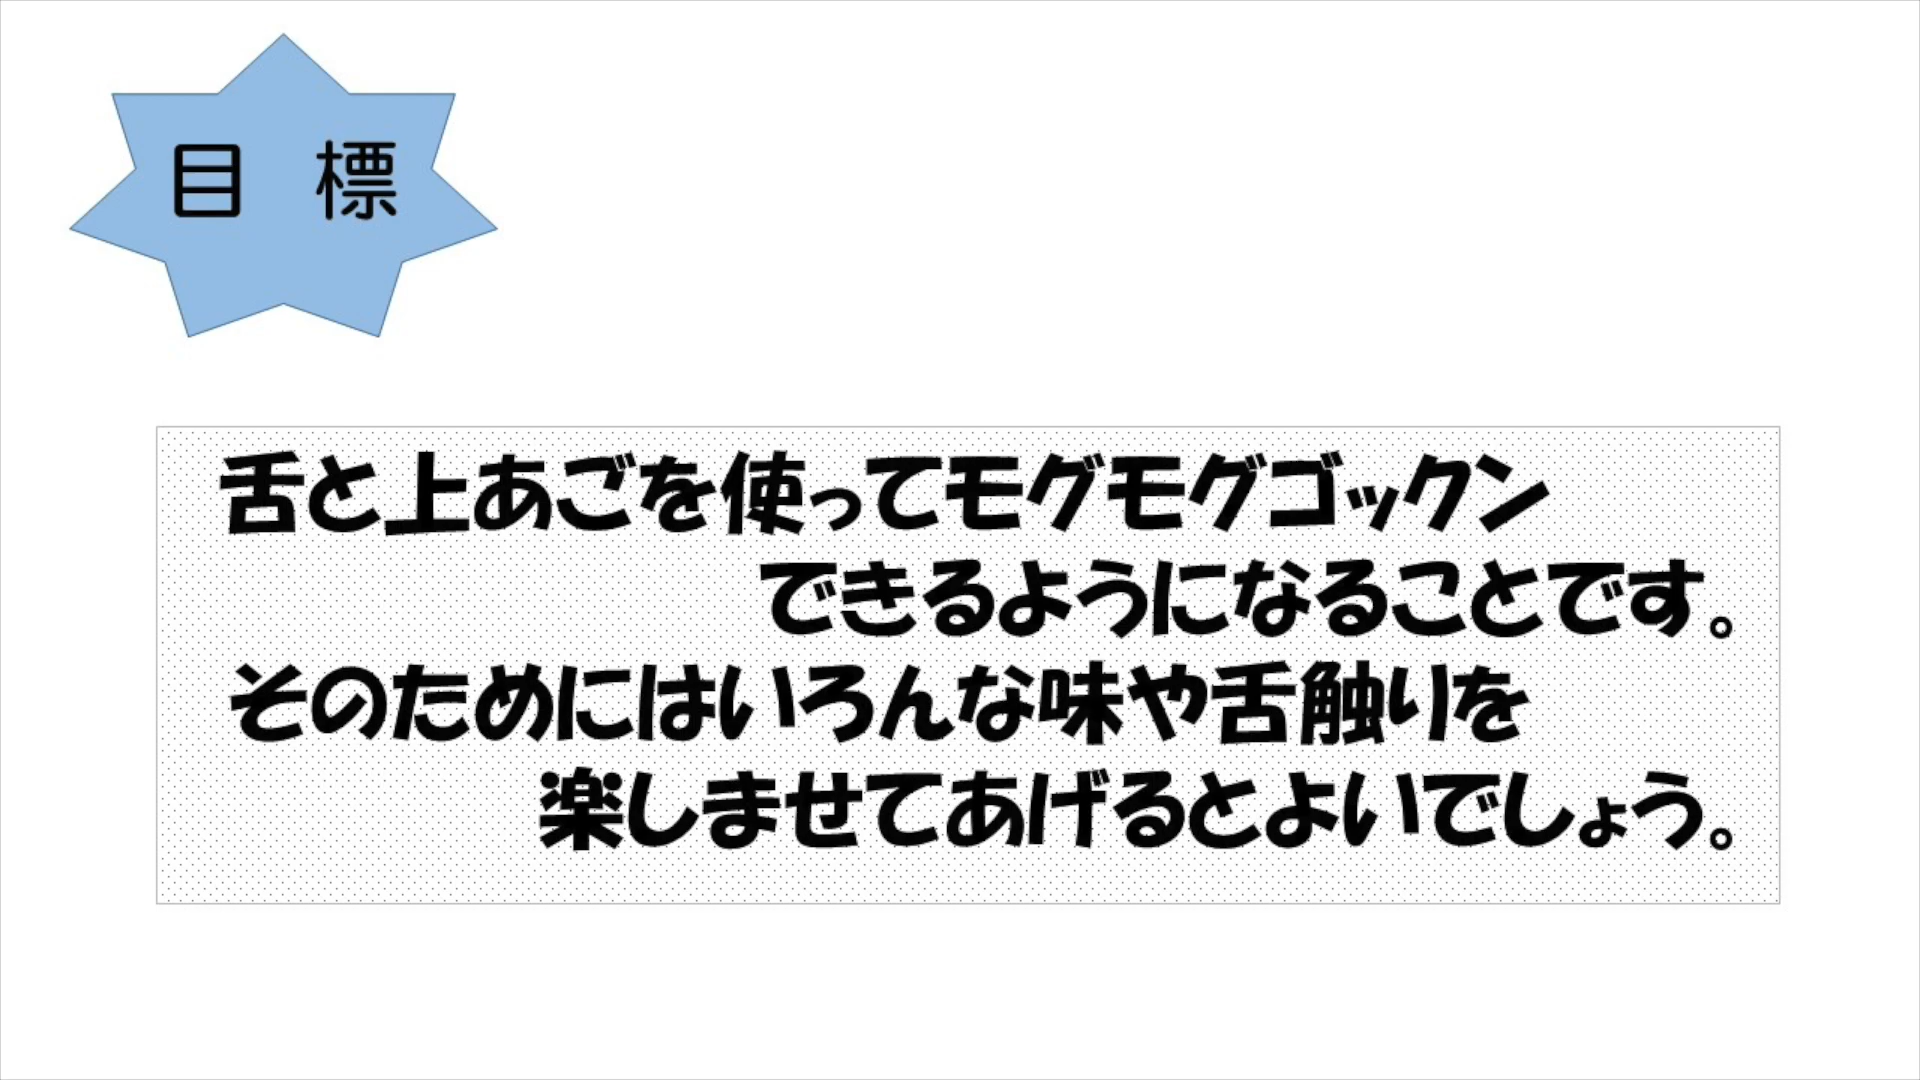 目　標
舌と上あごを使ってモグモグゴックン
できるようになることです。
そのためにはいろんな味や舌触りを
楽しませてあげるとよいでしょう。